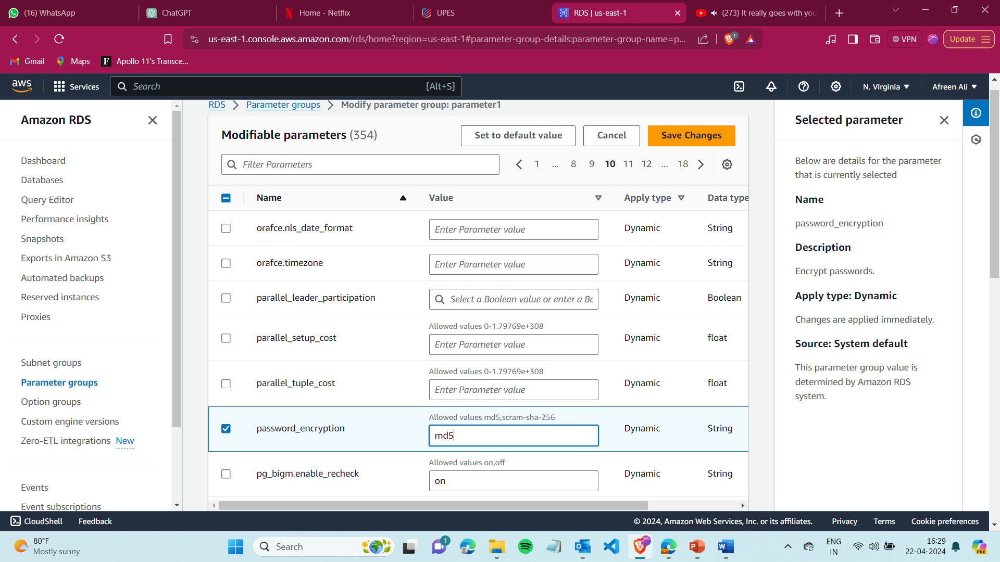 (16) WhatsApp
ChatGPT
Home - Netflix
UPES
RDS | us-east-1
(273) It really goes with you
us-east-1.console.aws.amazon.com/rds/home?region=us-east-1#parameter-group-details:parameter-group-name=p...
1
VPN
Update
Gmail
Maps
F
Apollo 11's Transce...
aws
Services
Search
[Alt+S]
N. Virginia
Afreen Ali
Amazon RDS
Dashboard
Databases
Query Editor
Performance insights
Snapshots
Exports in Amazon S3
Automated backups
Reserved instances
Proxies
Subnet groups
Parameter groups
Option groups
Custom engine versions
Zero-ETL integrations New
Events
Event subscriptions
RDS > Parameter groups > Modify parameter group: parameter1
Modifiable parameters (354)
Set to default value
Cancel
Save Changes
Filter Parameters
1 ... 8 9 10 11 12 ... 18
Name Value Apply type Data type
orafce.nls_date_format Enter Parameter value Dynamic String
orafce.timezone Enter Parameter value Dynamic String
parallel_leader_participation Select a Boolean value or enter a Bo Dynamic Boolean
Allowed values 0-1.79769e+308
parallel_setup_cost Enter Parameter value Dynamic float
Allowed values 0-1.79769e+308
parallel_tuple_cost Enter Parameter value Dynamic float
Allowed values md5,scram-sha-256
password_encryption md5 Dynamic String
Allowed values on,off
pg_bigm.enable_recheck on Dynamic String
Selected parameter
Below are details for the parameter
that is currently selected
Name
password_encryption
Description
Encrypt passwords.
Apply type: Dynamic
Changes are applied immediately.
Source: System default
This parameter group value is
determined by Amazon RDS
system.
CloudShell
Feedback
© 2024, Amazon Web Services, Inc. or its affiliates.
Privacy
Terms
Cookie preferences
80°F
Mostly sunny
Search
1
ENG
IN
16:29
22-04-2024
PRE